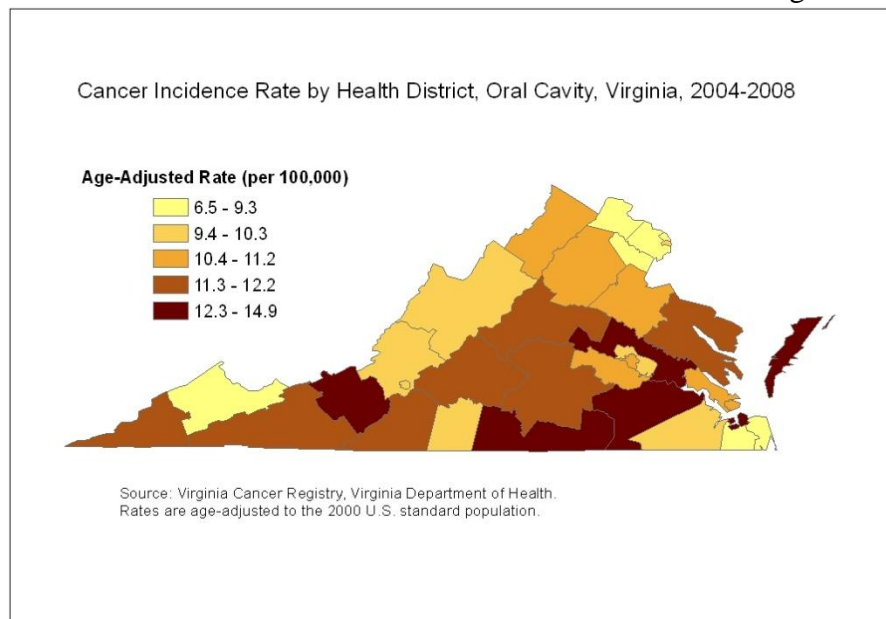 Cancer Incidence Rate by Health District, Oral Cavity, Virginia, 2004-2008
Age-Adjusted Rate (per 100,000)
6.5 - 9.3
9.4 - 10.3
10.4 - 11.2
11.3 - 12.2
12.3 - 14.9
Source: Virginia Cancer Registry, Virginia Department of Health.
Rates are age-adjusted to the 2000 U.S. standard population.